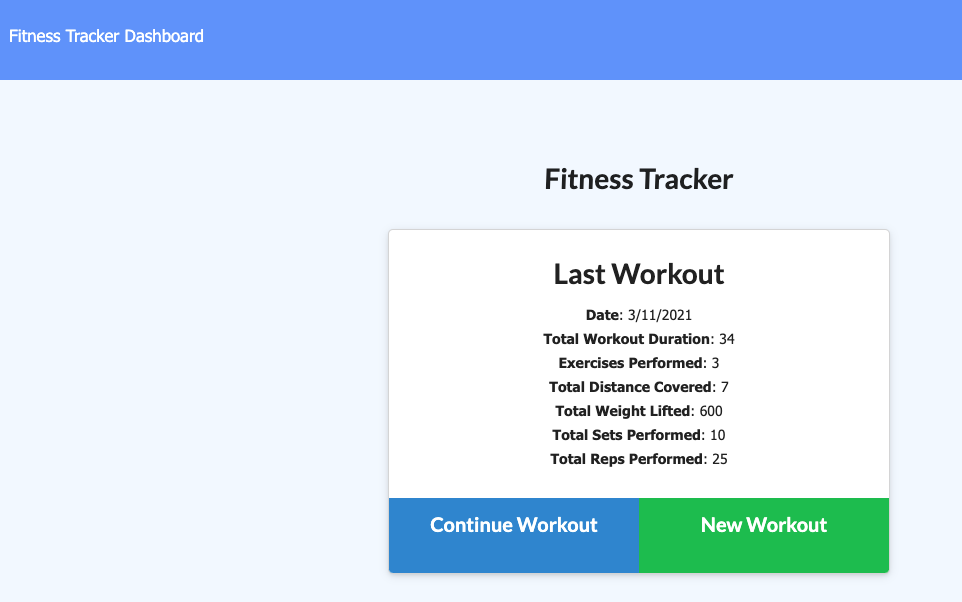 Fitness Tracker Dashboard
Fitness Tracker
Last Workout
Date: 3/11/2021
Total Workout Duration: 34
Exercises Performed: 3
Total Distance Covered: 7
Total Weight Lifted: 600
Total Sets Performed: 10
Total Reps Performed: 25
Continue Workout
New Workout